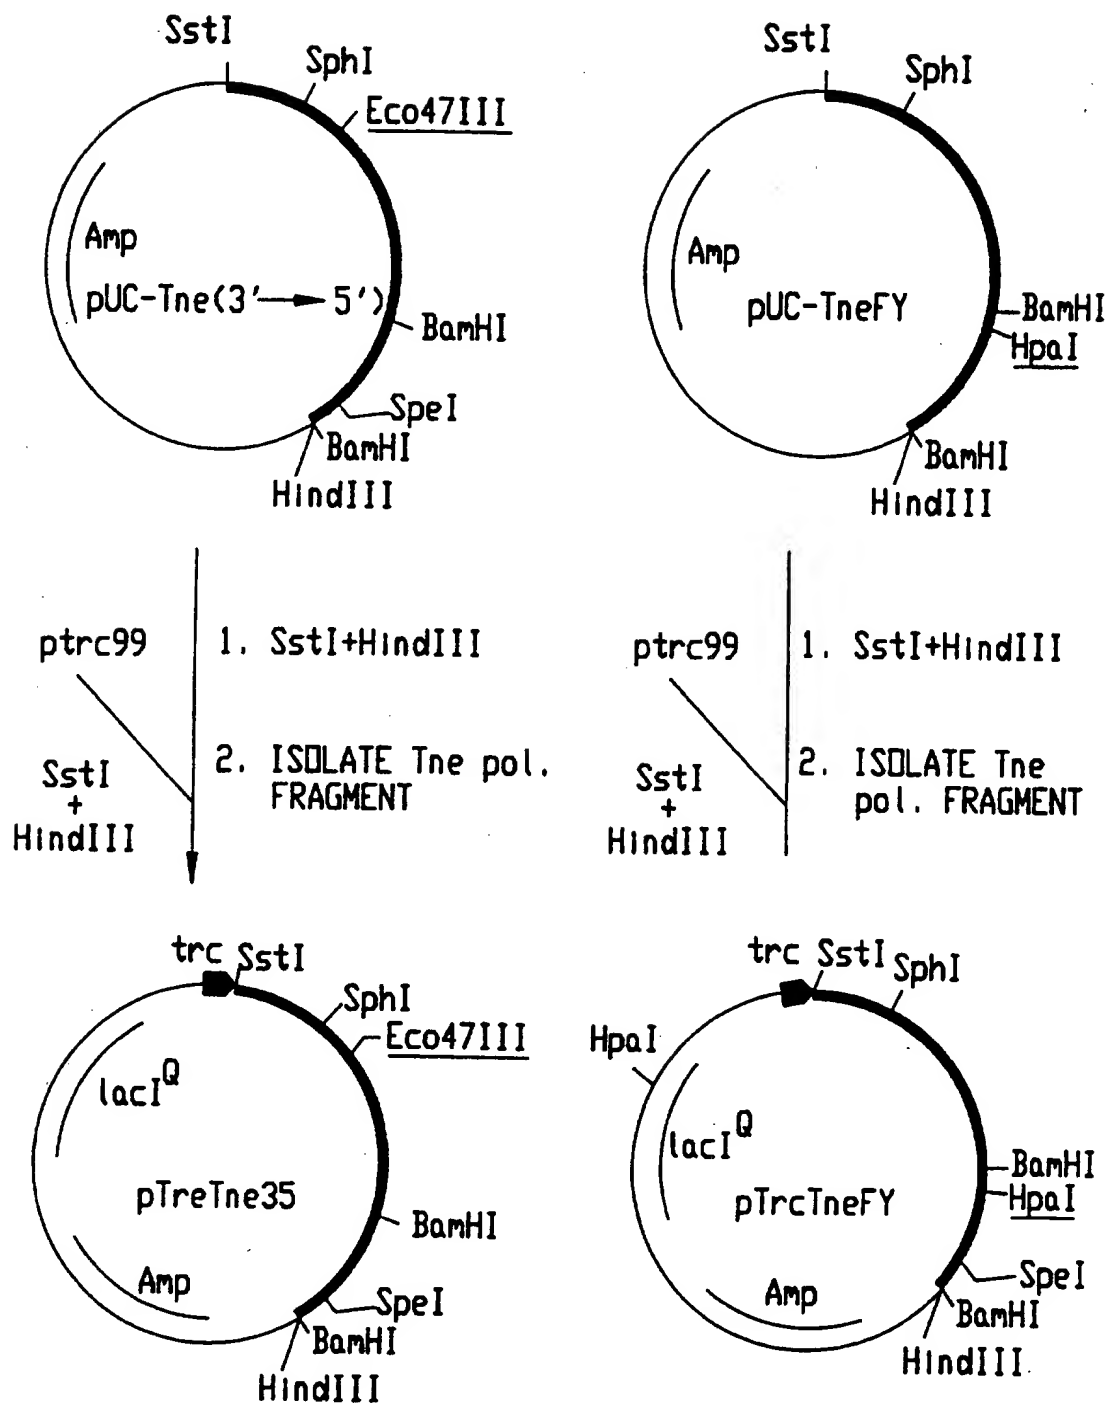 SstI
SphI
Eco47III
Amp
pUC-Tne(3′→5′)
BamHI
SpeI
BamHI
HindIII
SstI
SphI
Amp
pUC-TneFY
BamHI
HpaI
BamHI
HindIII
ptrc99
1. SstI+HindIII
SstI
+
HindIII
2. ISOLATE Tne pol.
FRAGMENT
ptrc99
1. SstI+HindIII
SstI
+
HindIII
2. ISOLATE Tne
pol. FRAGMENT
trc SstI
SphI
Eco47III
lacI^Q
pTreTne35
BamHI
Amp
SpeI
BamHI
HindIII
trc SstI
SphI
HpaI
lacI^Q
pTrcTneFY
BamHI
HpaI
SpeI
Amp
BamHI
HindIII